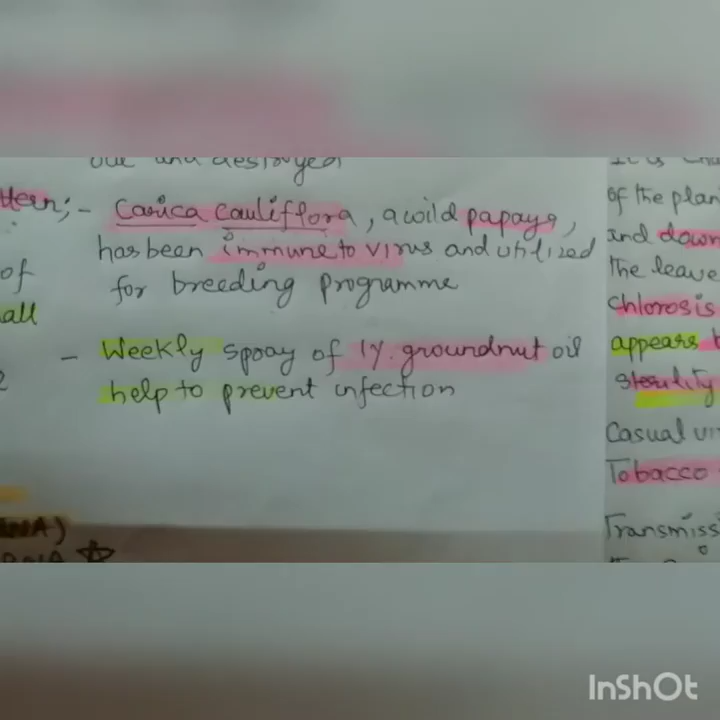 and destroyed
- Carica cauliflora, a wild papaya,
has been immune to virus and utilized
for breeding programme
- Weekly spray of 1%. groundnut oil
help to prevent infection
of
all
of the plan
and down
the leave
chlorosis
appears
sterility
Casual vi
Tobacco
Transmiss
InShOt